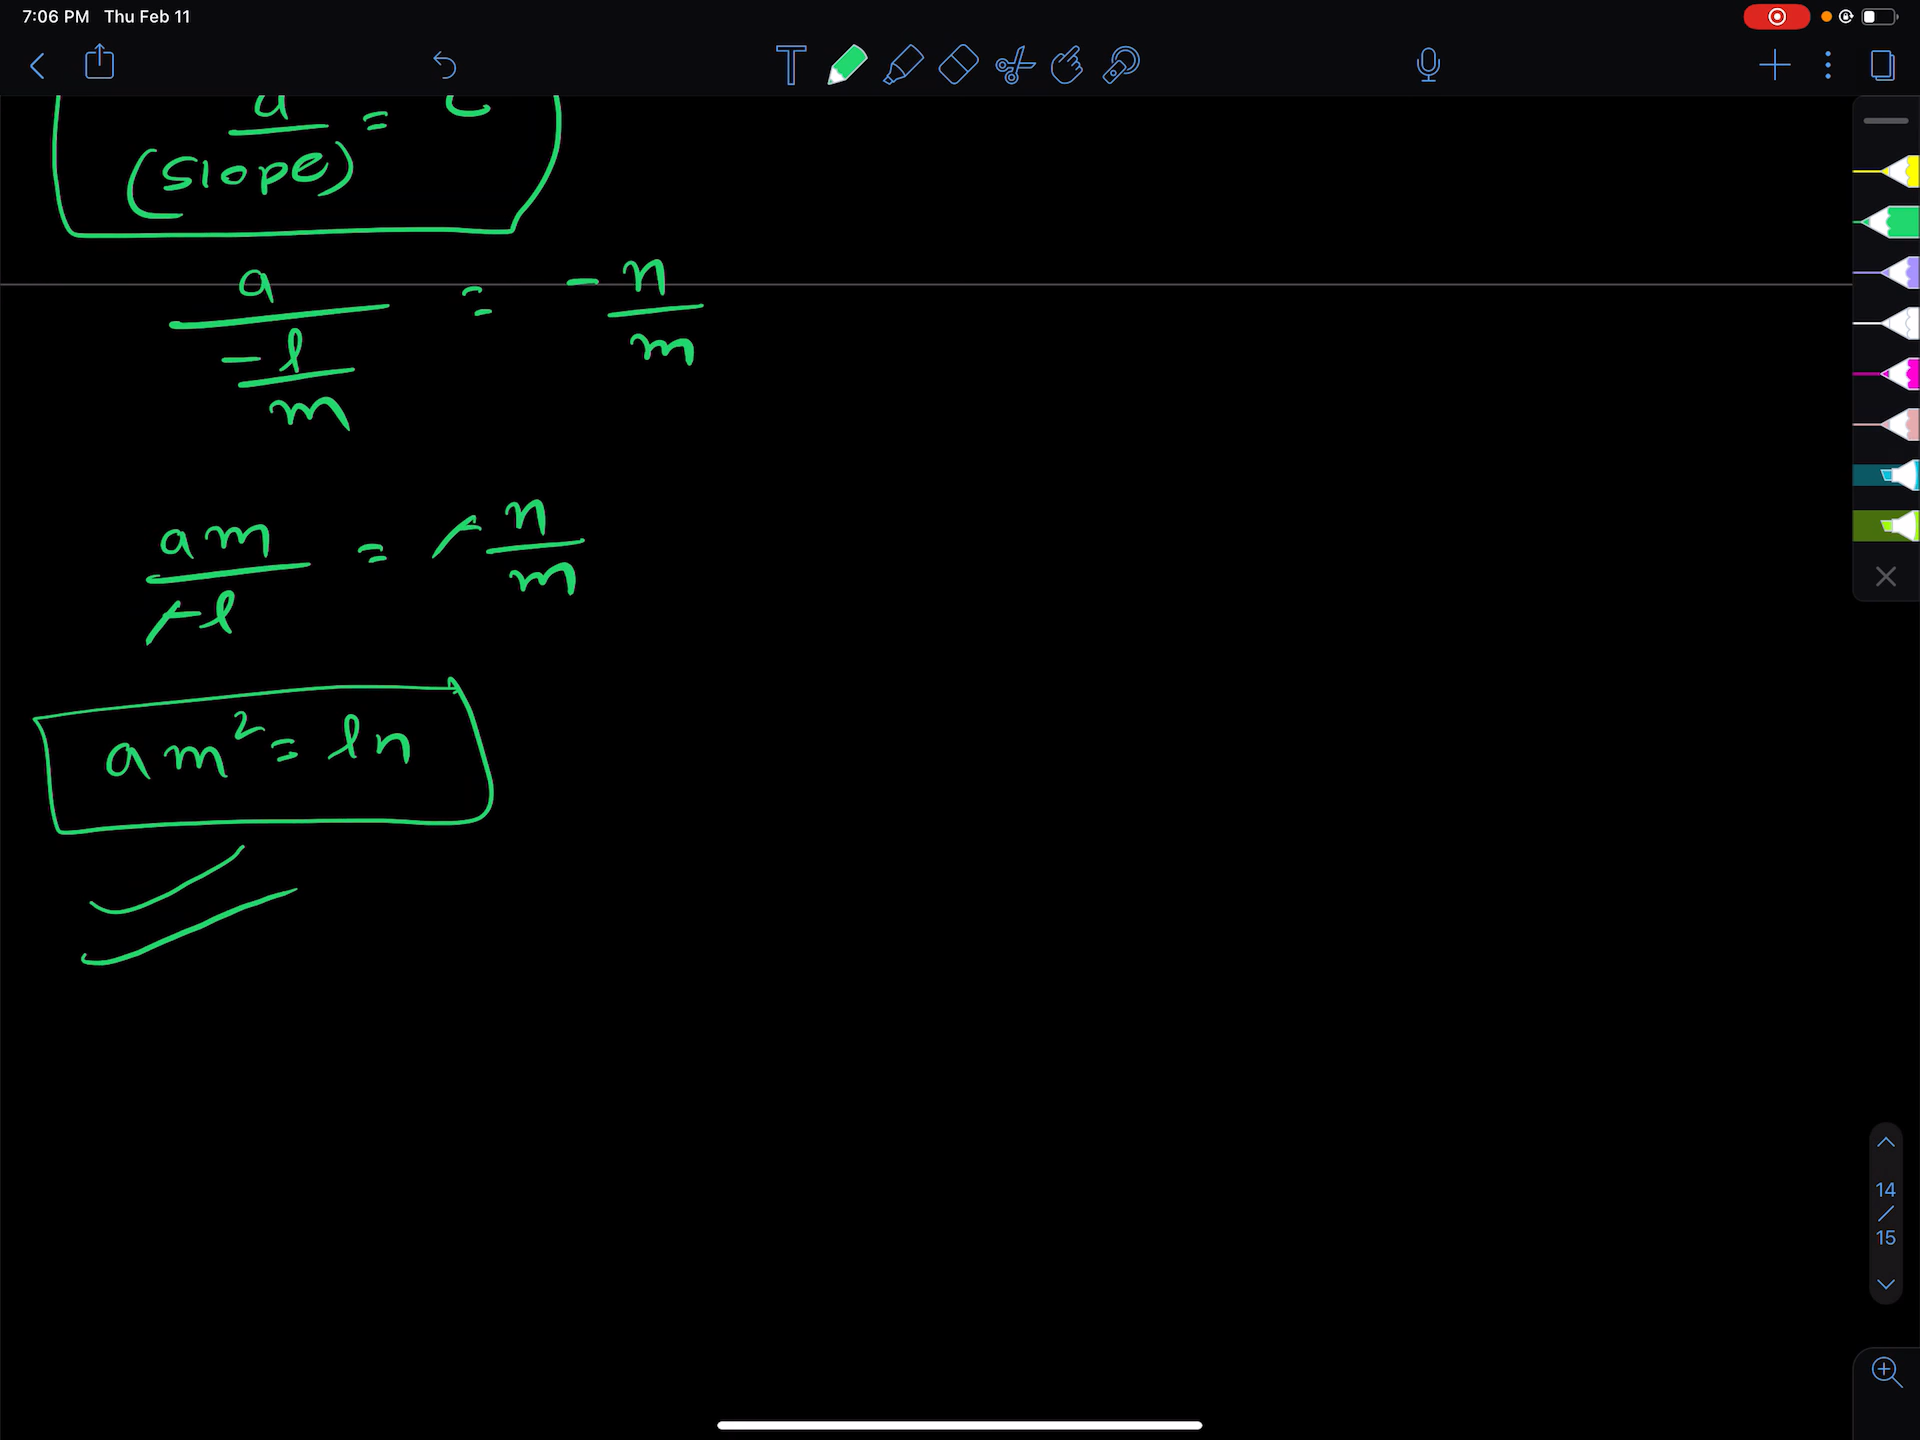 7:06 PM Thu Feb 11
T
a = c
(slope)
a = - n
- l m
m
am = - n
- l m
am² = ln
14
/
15